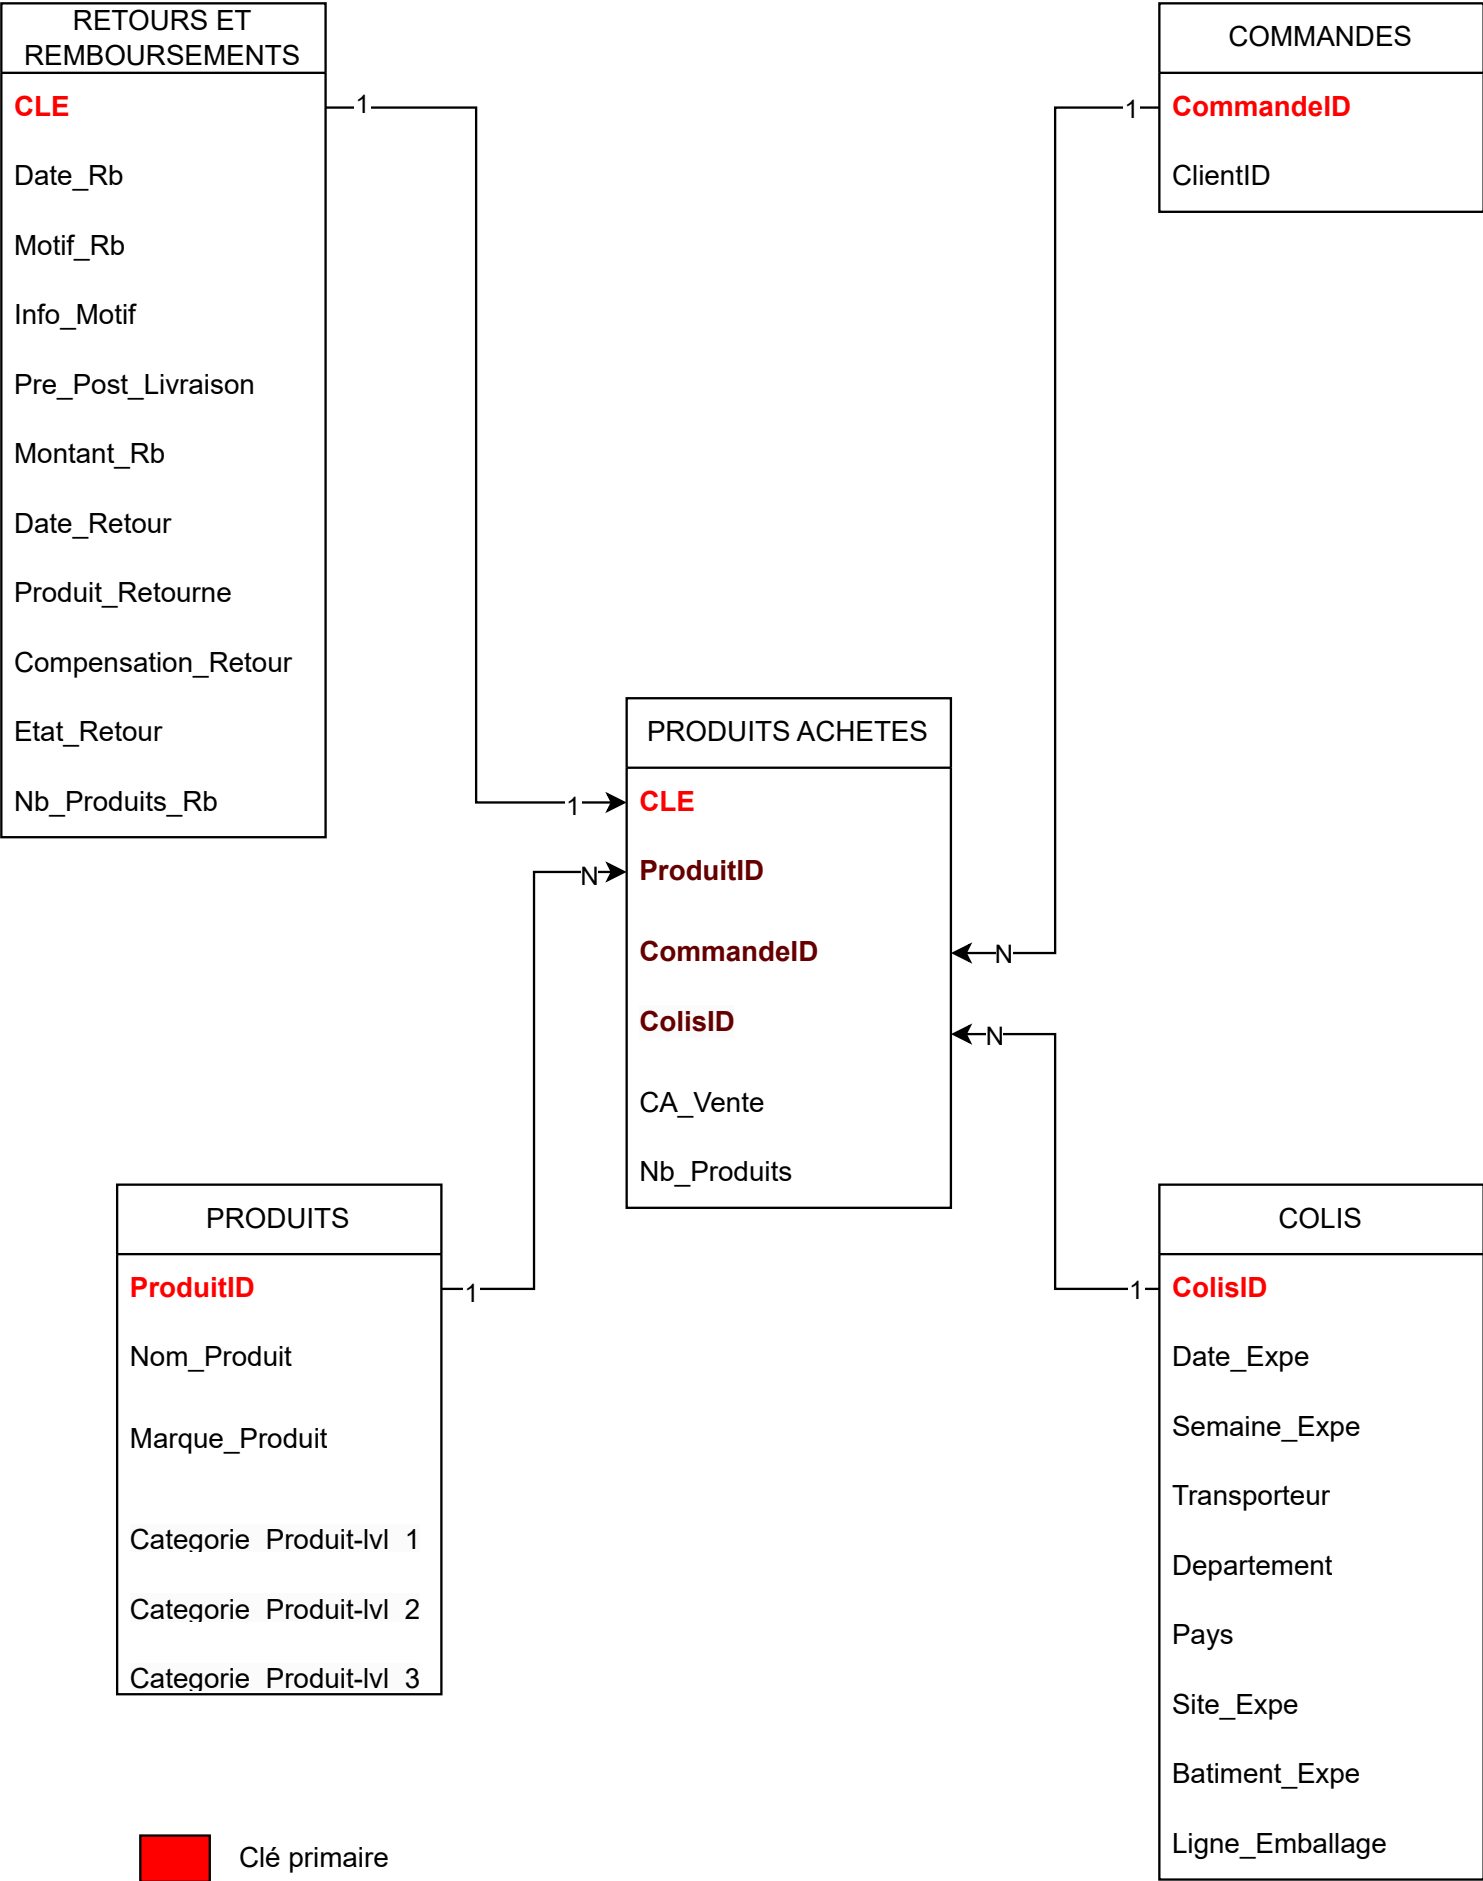 RETOURS ET
REMBOURSEMENTS
CLE
Date_Rb
Motif_Rb
Info_Motif
Pre_Post_Livraison
Montant_Rb
Date_Retour
Produit_Retourne
Compensation_Retour
Etat_Retour
Nb_Produits_Rb
1
1
COMMANDES
CommandeID
ClientID
1
N
PRODUITS ACHETES
CLE
ProduitID
CommandeID
ColisID
CA_Vente
Nb_Produits
N
1
N
1
PRODUITS
ProduitID
Nom_Produit
Marque_Produit
Categorie_Produit-lvl_1
Categorie_Produit-lvl_2
Categorie_Produit-lvl_3
COLIS
ColisID
Date_Expe
Semaine_Expe
Transporteur
Departement
Pays
Site_Expe
Batiment_Expe
Ligne_Emballage
Clé primaire